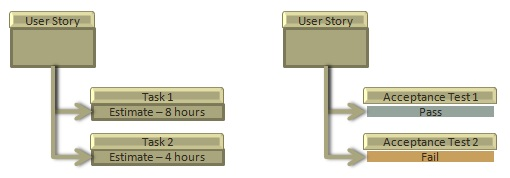 User Story
Task 1
Estimate – 8 hours
Task 2
Estimate – 4 hours
User Story
Acceptance Test 1
Pass
Acceptance Test 2
Fail